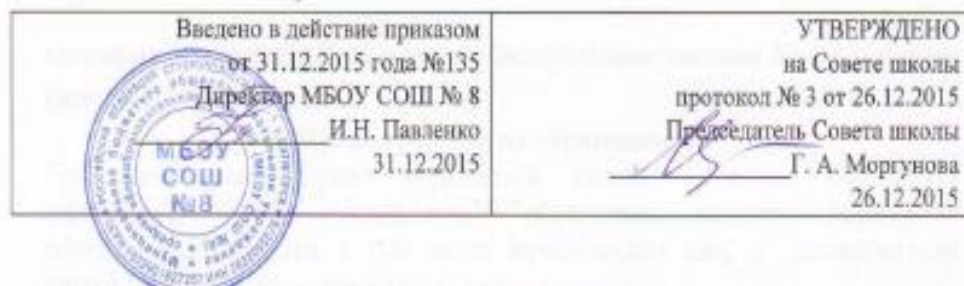 Введено в действие приказом
от 31.12.2015 года №135
Директор МБОУ СОШ № 8
И.Н. Павленко
31.12.2015
МБОУ
СОШ
№8
УТВЕРЖДЕНО
на Совете школы
протокол № 3 от 26.12.2015
Председатель Совета школы
Г. А. Моргунова
26.12.2015